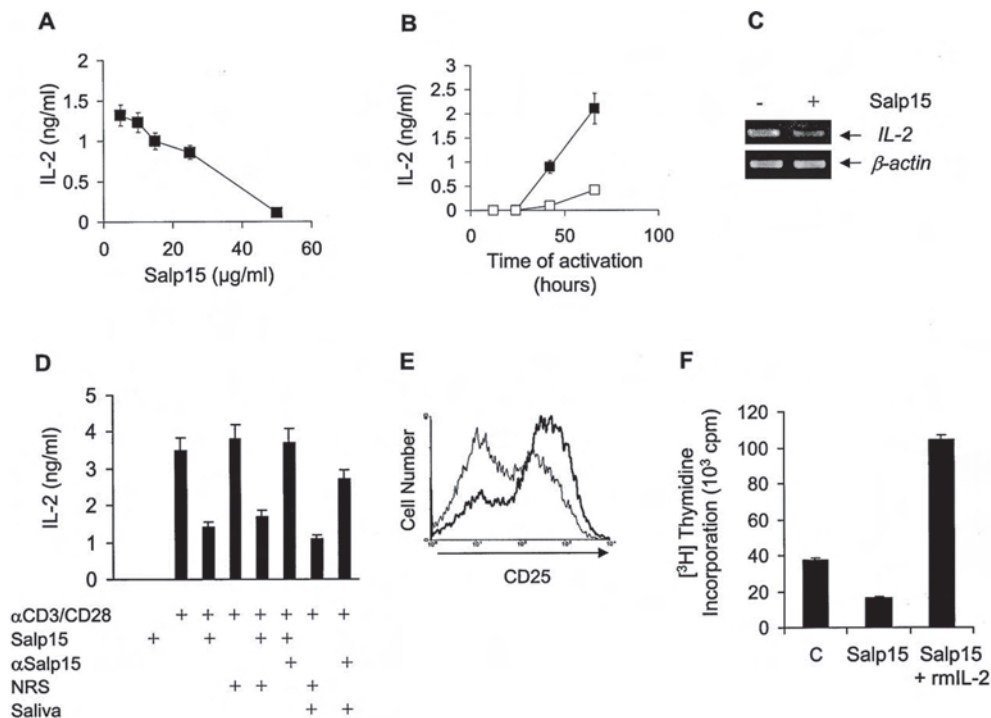 A
IL-2 (ng/ml)
2
1.5
1
0.5
0
0 20 40 60
Salp15 (µg/ml)
B
IL-2 (ng/ml)
3
2.5
2
1.5
1
0.5
0
0 50 100
Time of activation
(hours)
C
- + Salp15
IL-2
β-actin
D
IL-2 (ng/ml)
5
4
3
2
1
0
αCD3/CD28 + + + + + + +
Salp15 + + + +
αSalp15 + +
NRS + + +
Saliva + +
E
Cell Number
CD25
F
[³H] Thymidine
Incorporation (10³ cpm)
120
100
80
60
40
20
0
C Salp15 Salp15
+ rmIL-2